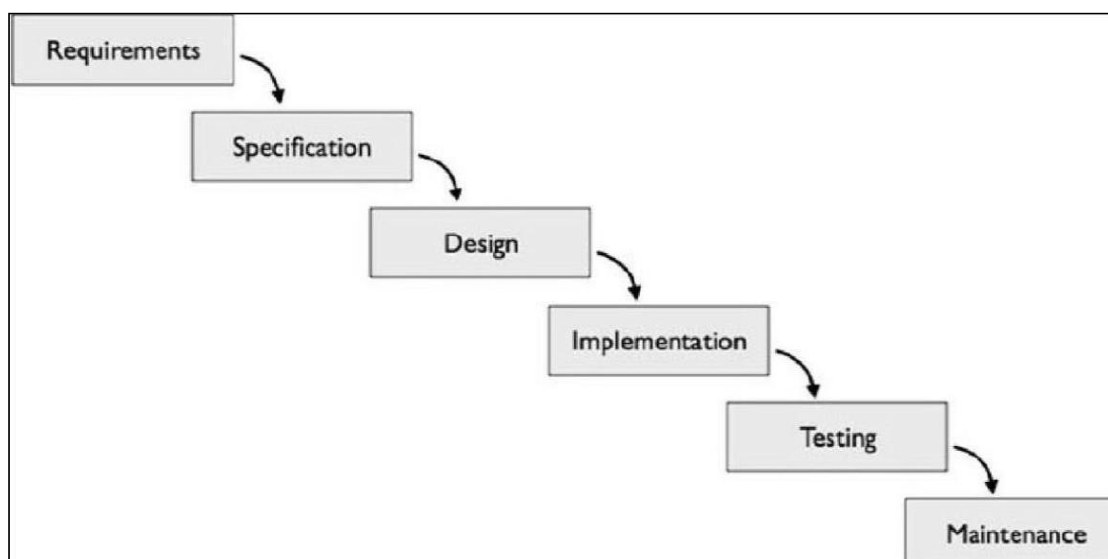 Requirements
Specification
Design
Implementation
Testing
Maintenance